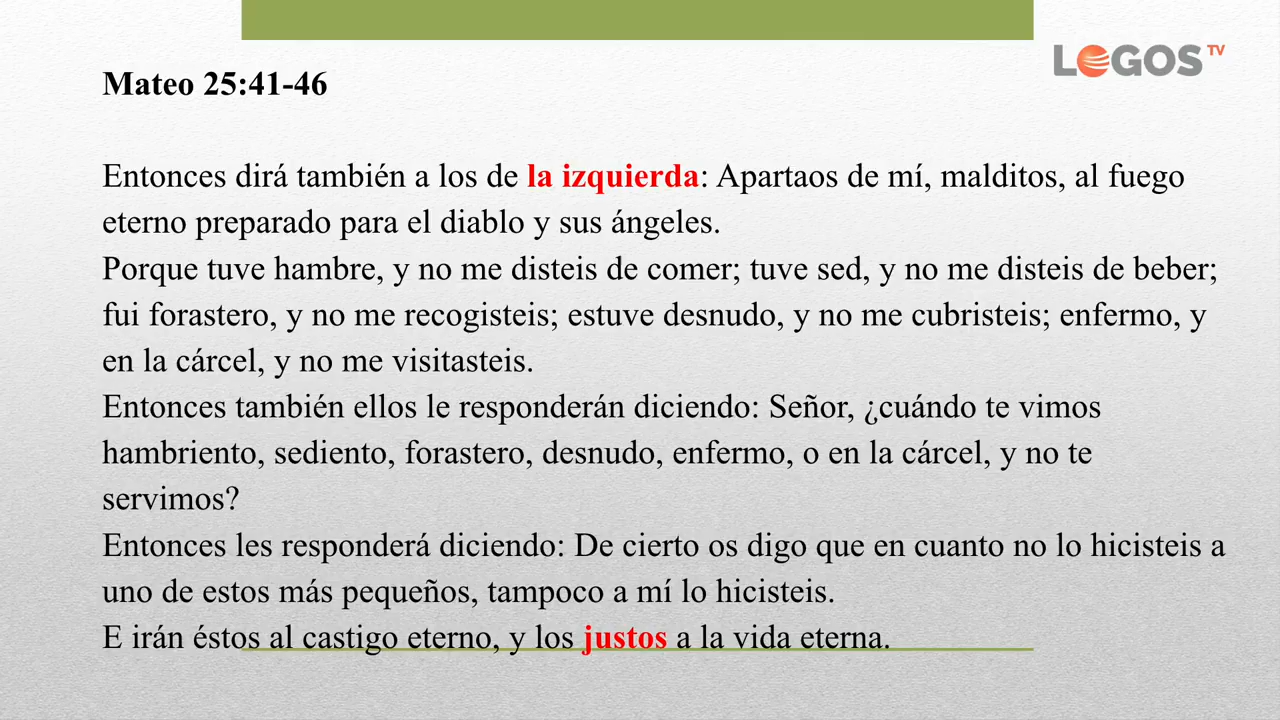 LOGOS TV
Mateo 25:41-46
Entonces dirá también a los de la izquierda: Apartaos de mí, malditos, al fuego
eterno preparado para el diablo y sus ángeles.
Porque tuve hambre, y no me disteis de comer; tuve sed, y no me disteis de beber;
fui forastero, y no me recogisteis; estuve desnudo, y no me cubristeis; enfermo, y
en la cárcel, y no me visitasteis.
Entonces también ellos le responderán diciendo: Señor, ¿cuándo te vimos
hambriento, sediento, forastero, desnudo, enfermo, o en la cárcel, y no te
servimos?
Entonces les responderá diciendo: De cierto os digo que en cuanto no lo hicisteis a
uno de estos más pequeños, tampoco a mí lo hicisteis.
E irán éstos al castigo eterno, y los justos a la vida eterna.